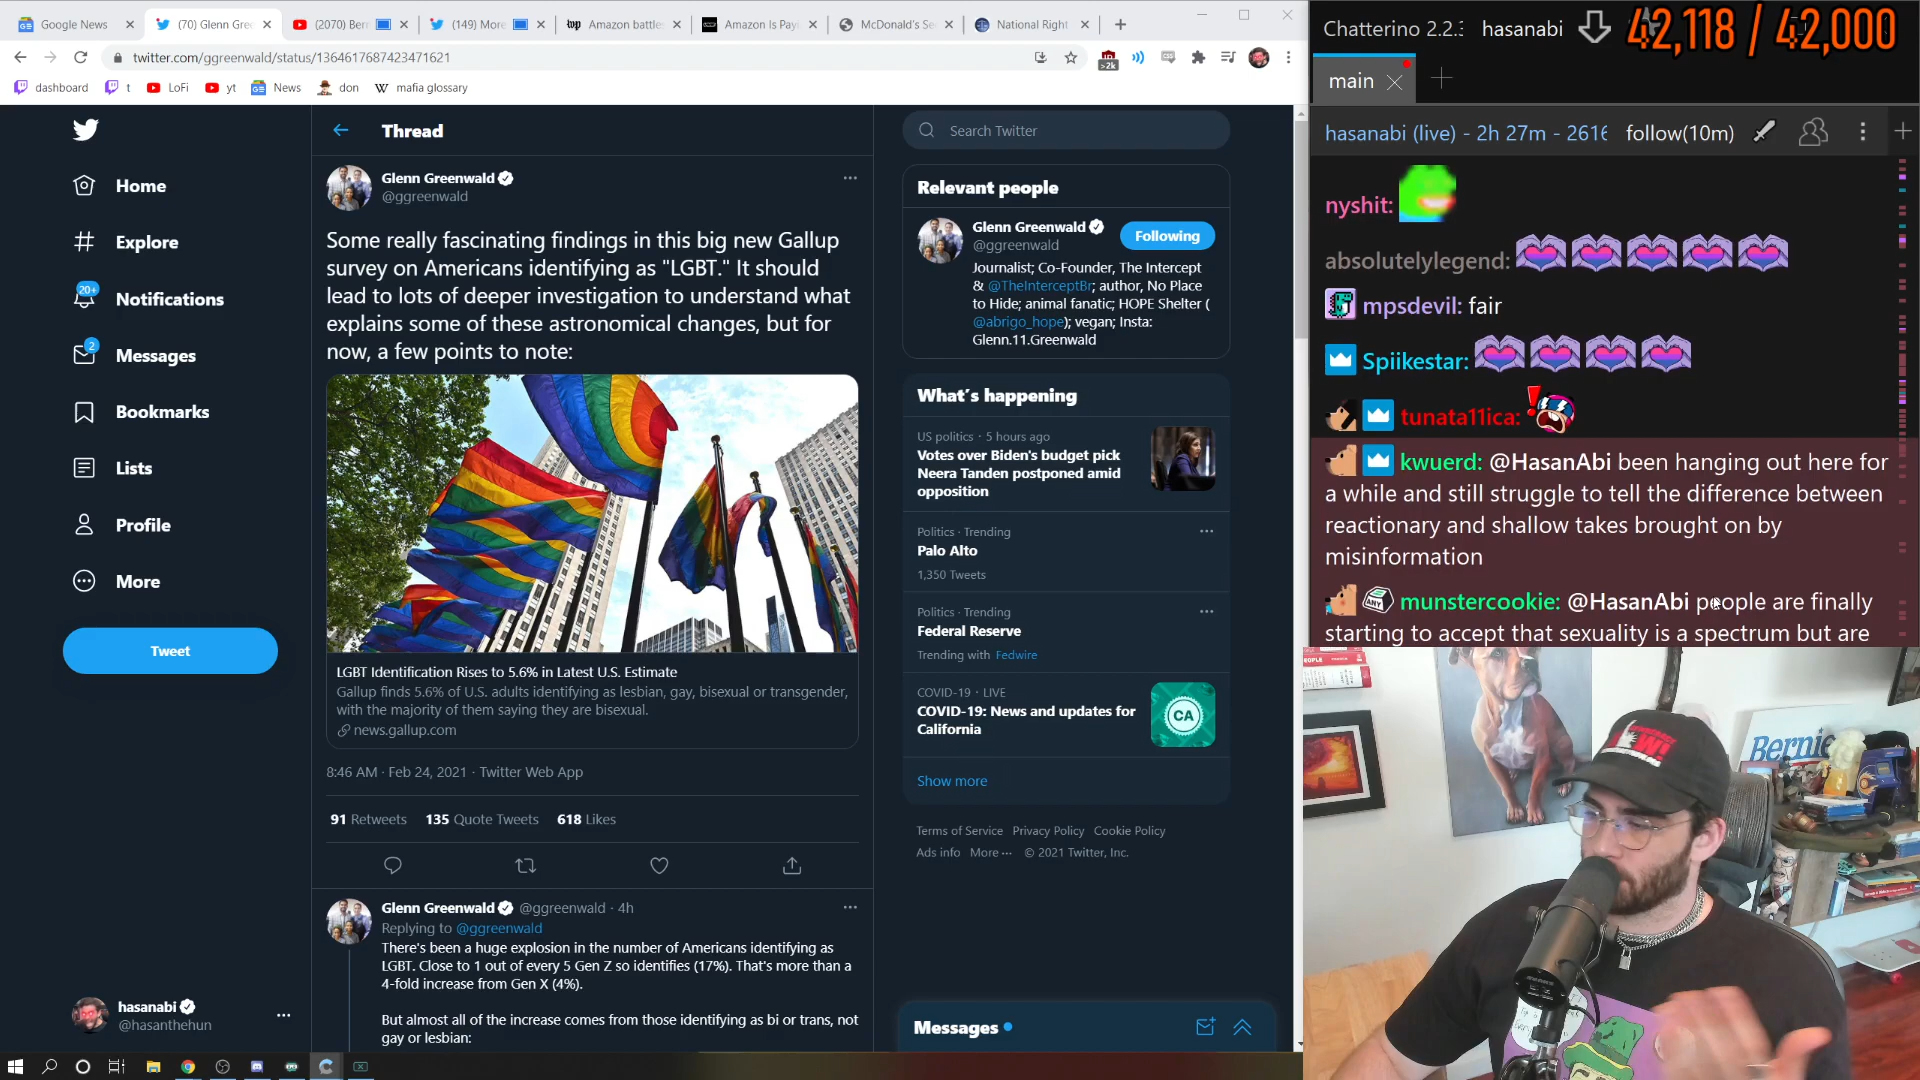 Google News
(70) Glenn Gre
(2070) Ber
(149) More
Amazon battle
Amazon Is Pay
McDonald's Se
National Right
twitter.com/ggreenwald/status/1364617687423471621
>2k
dashboard
t
LoFi
yt
News
don
mafia glossary
Home
Explore
20+
Notifications
2
Messages
Bookmarks
Lists
Profile
More
Tweet
hasanabi
@hasanthehun
Thread
Glenn Greenwald
@ggreenwald
Some really fascinating findings in this big new Gallup
survey on Americans identifying as "LGBT." It should
lead to lots of deeper investigation to understand what
explains some of these astronomical changes, but for
now, a few points to note:
LGBT Identification Rises to 5.6% in Latest U.S. Estimate
Gallup finds 5.6% of U.S. adults identifying as lesbian, gay, bisexual or transgender,
with the majority of them saying they are bisexual.
news.gallup.com
8:46 AM · Feb 24, 2021 · Twitter Web App
91 Retweets 135 Quote Tweets 618 Likes
Glenn Greenwald @ggreenwald · 4h
Replying to @ggreenwald
There's been a huge explosion in the number of Americans identifying as
LGBT. Close to 1 out of every 5 Gen Z so identifies (17%). That's more than a
4-fold increase from Gen X (4%).
But almost all of the increase comes from those identifying as bi or trans, not
gay or lesbian:
Search Twitter
Relevant people
Glenn Greenwald
@ggreenwald
Following
Journalist; Co-Founder, The Intercept
& @TheInterceptBr; author, No Place
to Hide; animal fanatic; HOPE Shelter (
@abrigo_hope); vegan; Insta:
Glenn.11.Greenwald
What's happening
US politics · 5 hours ago
Votes over Biden's budget pick
Neera Tanden postponed amid
opposition
Politics · Trending
Palo Alto
1,350 Tweets
Politics · Trending
Federal Reserve
Trending with Fedwire
COVID-19 · LIVE
COVID-19: News and updates for
California
CA
Show more
Terms of Service Privacy Policy Cookie Policy
Ads info More ··· © 2021 Twitter, Inc.
Messages
Chatterino 2.2.
hasanabi
42,118 / 42,000
main
hasanabi (live) - 2h 27m - 2616
follow(10m)
nyshit:
absolutelylegend:
mpsdevil: fair
Spiikestar:
tunata11ica:
kwuerd: @HasanAbi been hanging out here for
a while and still struggle to tell the difference between
reactionary and shallow takes brought on by
misinformation
ANY
munstercookie: @HasanAbi people are finally
starting to accept that sexuality is a spectrum but are
Bernie